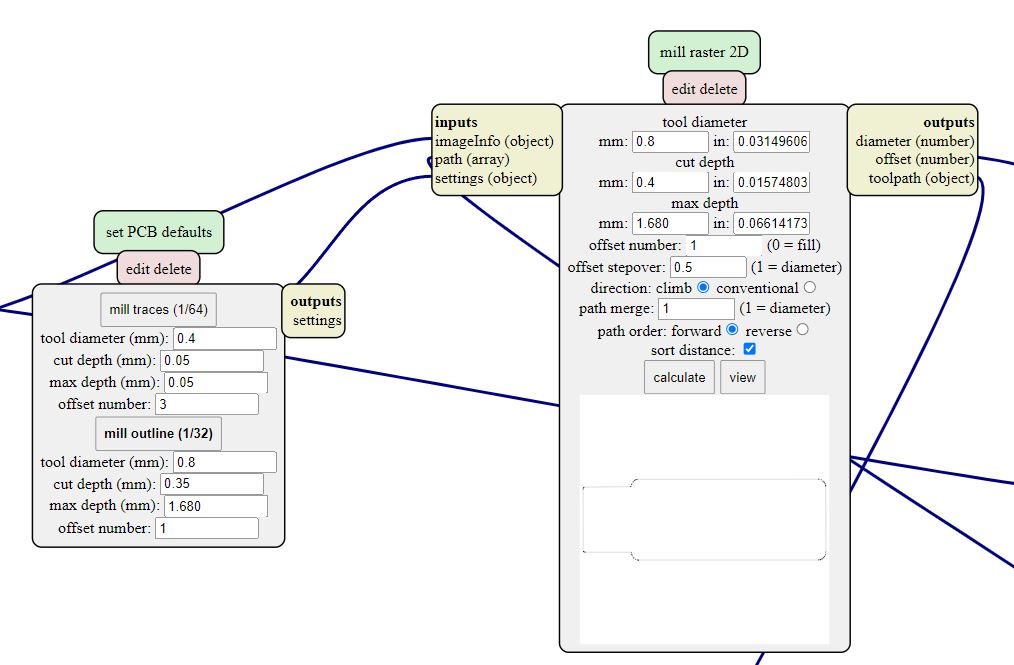 mill raster 2D
edit delete
inputs
imageInfo (object)
path (array)
settings (object)
tool diameter
mm: 0.8 in: 0.03149606
cut depth
mm: 0.4 in: 0.01574803
max depth
mm: 1.680 in: 0.06614173
offset number: 1 (0 = fill)
offset stepover: 0.5 (1 = diameter)
direction: climb conventional
path merge: 1 (1 = diameter)
path order: forward reverse
sort distance:
calculate view
outputs
diameter (number)
offset (number)
toolpath (object)
set PCB defaults
edit delete
mill traces (1/64)
tool diameter (mm): 0.4
cut depth (mm): 0.05
max depth (mm): 0.05
offset number: 3
mill outline (1/32)
tool diameter (mm): 0.8
cut depth (mm): 0.35
max depth (mm): 1.680
offset number: 1
outputs
settings